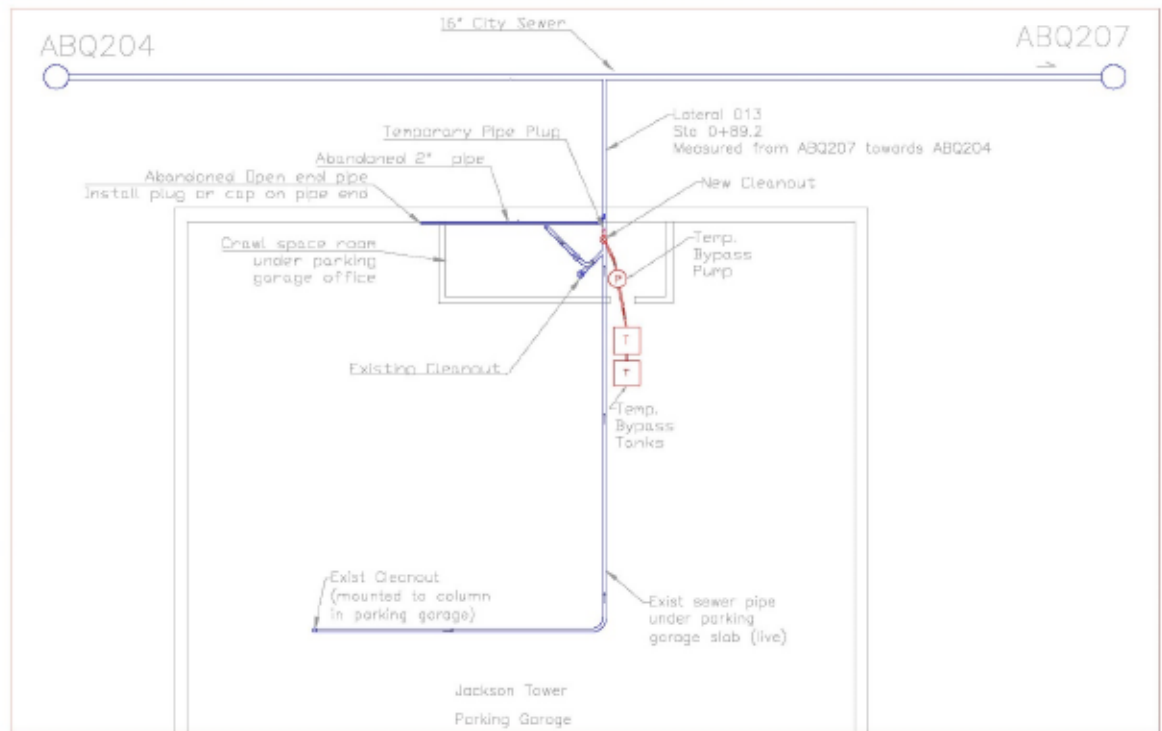 16" City Sewer
ABQ204
ABQ207
Lateral 013
Sta 0+89.2
Measured from ABQ207 towards ABQ204
Temporary Pipe Plug
Abandoned 2" pipe
Abandoned Open end pipe
Install plug or cap on pipe end
New Cleanout
Crawl space room
under parking
garage office
Temp.
Bypass
Pump
P
T
T
Existing Cleanout
Temp.
Bypass
Tanks
Exist Cleanout
(mounted to column
in parking garage)
Exist sewer pipe
under parking
garage slab (live)
Jackson Tower
Parking Garage